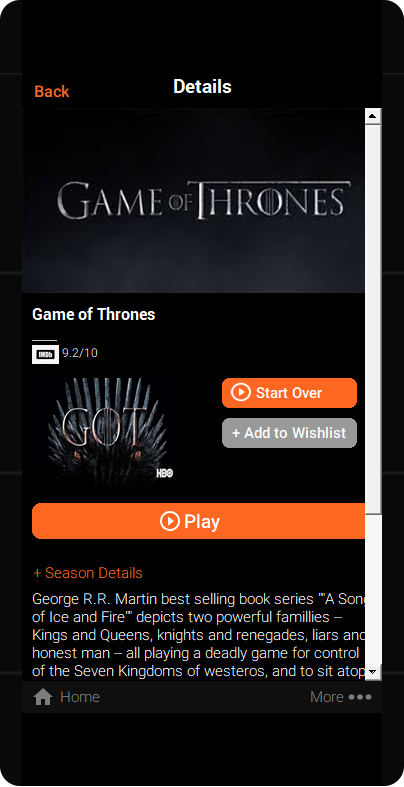 Back
Details
GAME OF THRONES
Game of Thrones
IMDb 9.2/10
GOT
HBO
Start Over
+ Add to Wishlist
Play
+ Season Details
George R.R. Martin best selling book series ""A Song
of Ice and Fire"" depicts two powerful famillies --
Kings and Queens, knights and renegades, liars and
honest man -- all playing a deadly game for control
of the Seven Kingdoms of westeros, and to sit atop
Home
More